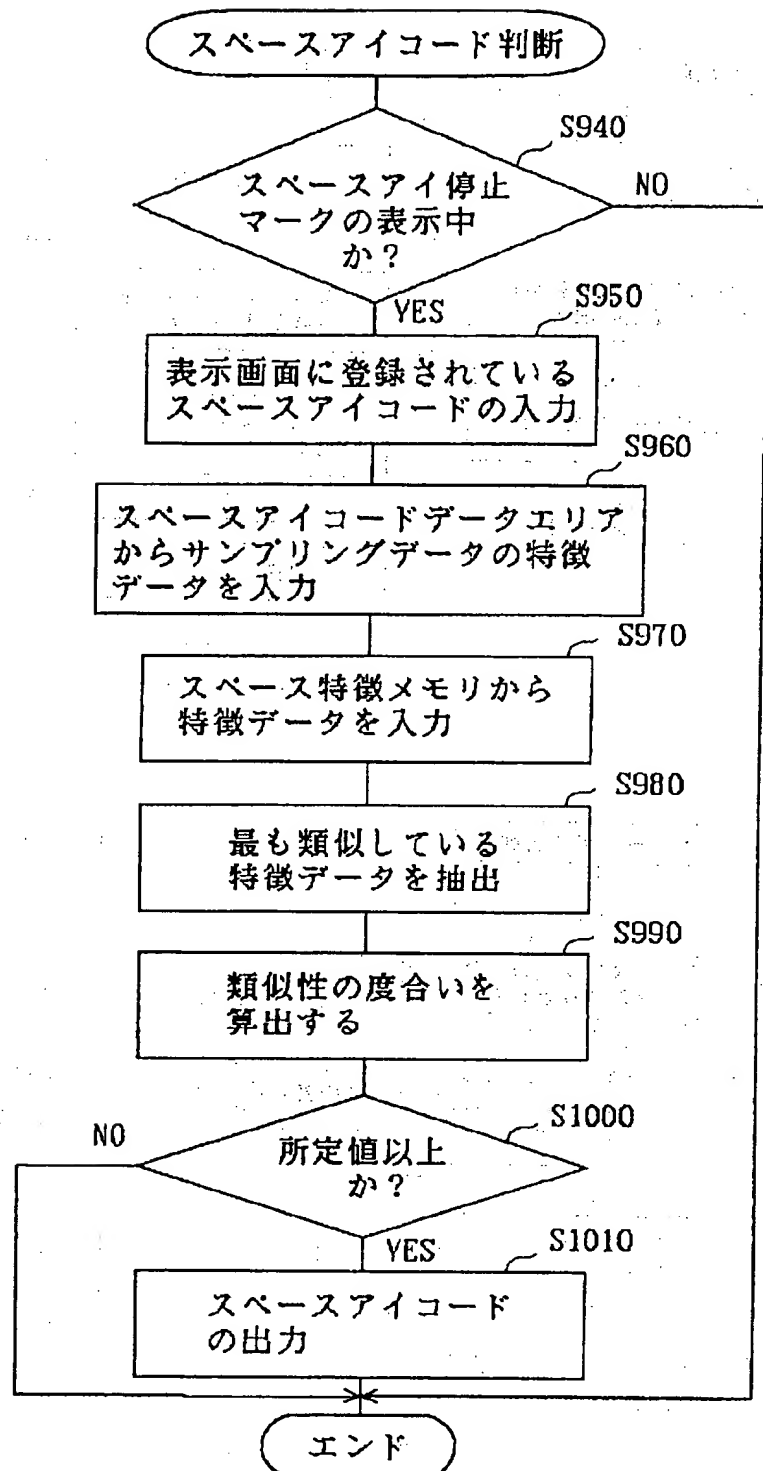 スペースアイコード判断
S940
スペースアイ停止
マークの表示中
か?
NO
YES
S950
表示画面に登録されている
スペースアイコードの入力
S960
スペースアイコードデータエリア
からサンプリングデータの特徴
データを入力
S970
スペース特徴メモリから
特徴データを入力
S980
最も類似している
特徴データを抽出
S990
類似性の度合いを
算出する
S1000
NO
所定値以上
か?
YES
S1010
スペースアイコード
の出力
エンド